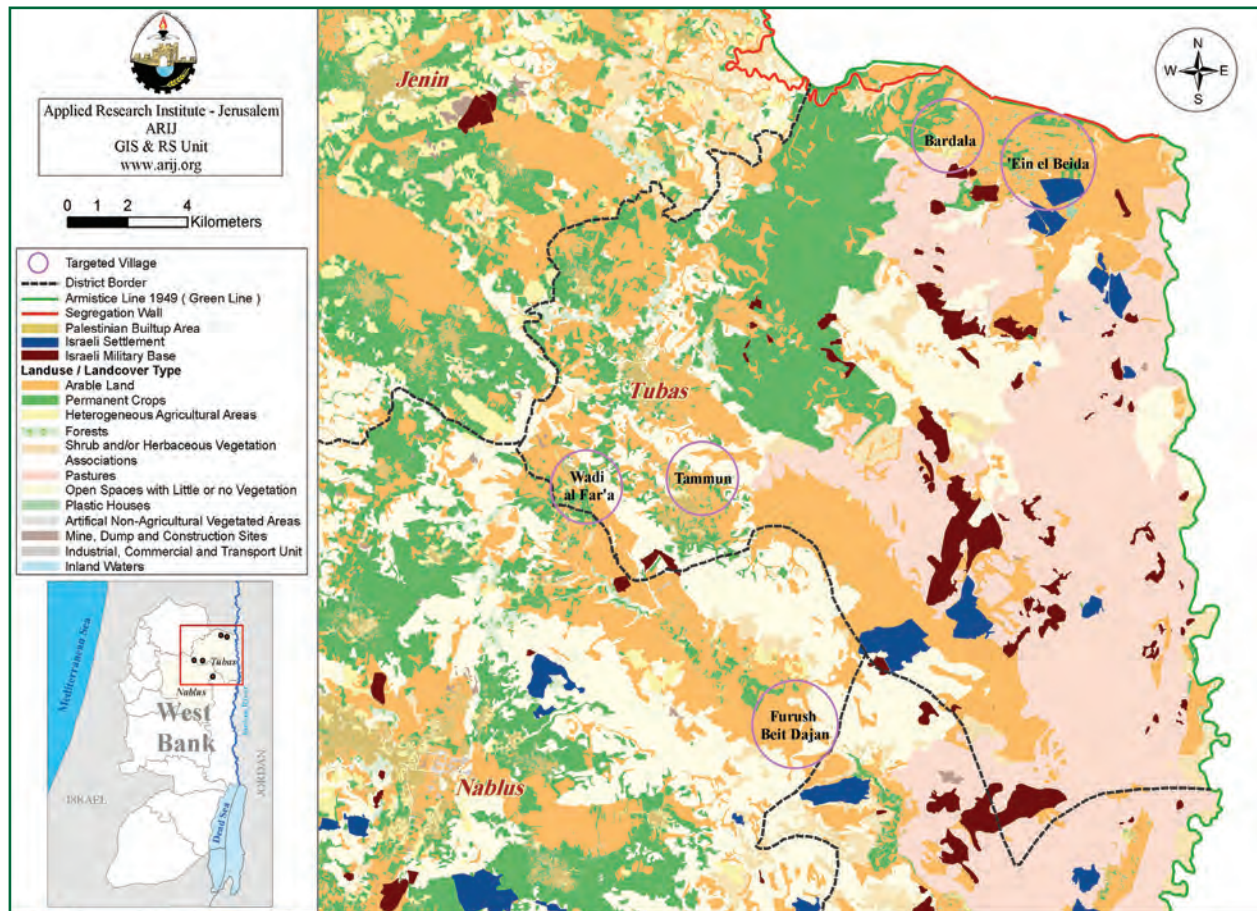 Applied Research Institute - Jerusalem
ARIJ
GIS & RS Unit
www.arij.org
0 1 2 4
Kilometers
Targeted Village
District Border
Armistice Line 1949 ( Green Line )
Segregation Wall
Palestinian Builtup Area
Israeli Settlement
Israeli Military Base
Landuse / Landcover Type
Arable Land
Permanent Crops
Heterogeneous Agricultural Areas
Forests
Shrub and/or Herbaceous Vegetation
Associations
Pastures
Open Spaces with Little or no Vegetation
Plastic Houses
Artifical Non-Agricultural Vegetated Areas
Mine, Dump and Construction Sites
Industrial, Commercial and Transport Unit
Inland Waters
Mediterranean Sea
Tubas
Nablus
West
Bank
Jordan River
JORDAN
ISRAEL
Dead Sea
N
W E
S
Jenin
Bardala
'Ein el Beida
Tubas
Wadi
al Far'a
Tammun
Furush
Beit Dajan
Nablus